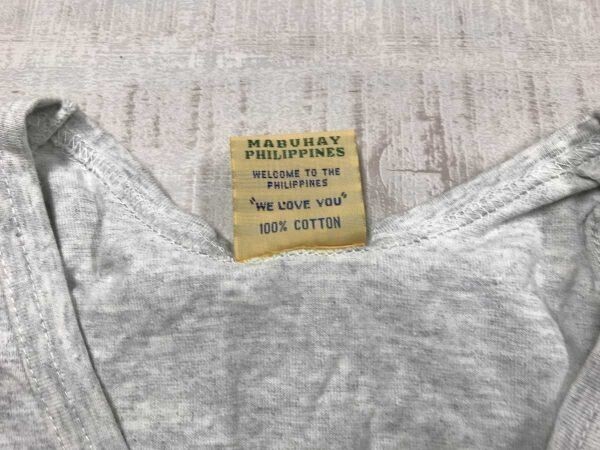 MABUHAY
PHILIPPINES
WELCOME TO THE
PHILIPPINES
"WE LOVE YOU"
100% COTTON